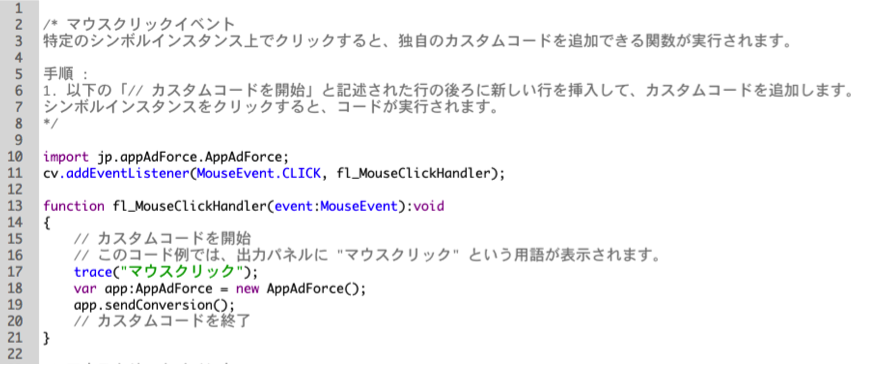 1
2 /* マウスクリックイベント
3 特定のシンボルインスタンス上でクリックすると、独自のカスタムコードを追加できる関数が実行されます。
4
5 手順 :
6 1. 以下の「// カスタムコードを開始」と記述された行の後ろに新しい行を挿入して、カスタムコードを追加します。
7 シンボルインスタンスをクリックすると、コードが実行されます。
8 */
9
10 import jp.appAdForce.AppAdForce;
11 cv.addEventListener(MouseEvent.CLICK, fl_MouseClickHandler);
12
13 function fl_MouseClickHandler(event:MouseEvent):void
14 {
15 // カスタムコードを開始
16 // このコード例では、出力パネルに "マウスクリック" という用語が表示されます。
17 trace("マウスクリック");
18 var app:AppAdForce = new AppAdForce();
19 app.sendConversion();
20 // カスタムコードを終了
21 }
22